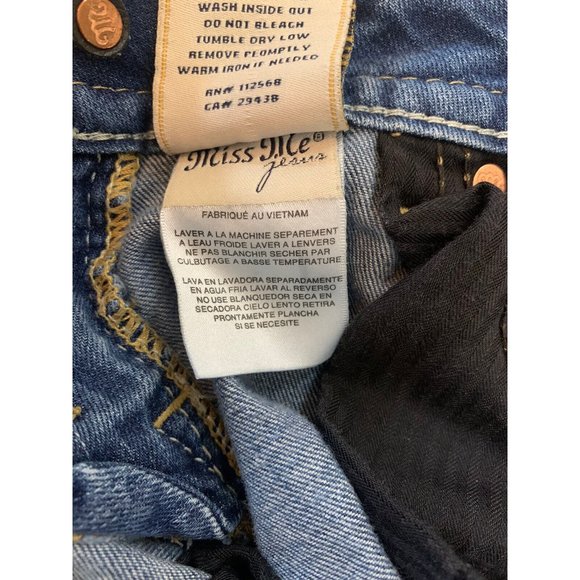 WASH INSIDE OUT
DO NOT BLEACH
TUMBLE DRY LOW
REMOVE PROMPTLY
WARM IRON IF NEEDED
RN# 112568
CA# 29438
Miss Me®
jeans
FABRIQUÉ AU VIETNAM
LAVER A LA MACHINE SEPAREMENT
A LEAU FROIDE LAVER A LENVERS
NE PAS BLANCHIR SECHER PAR
CULBUTAGE A BASSE TEMPERATURE
LAVA EN LAVADORA SEPARADAMENTE
EN AGUA FRIA LAVAR AL REVERSO
NO USE BLANQUEDOR SECA EN
SECADORA CIELO LENTO RETIRA
PRONTAMENTE PLANCHA
SI SE NECESITE